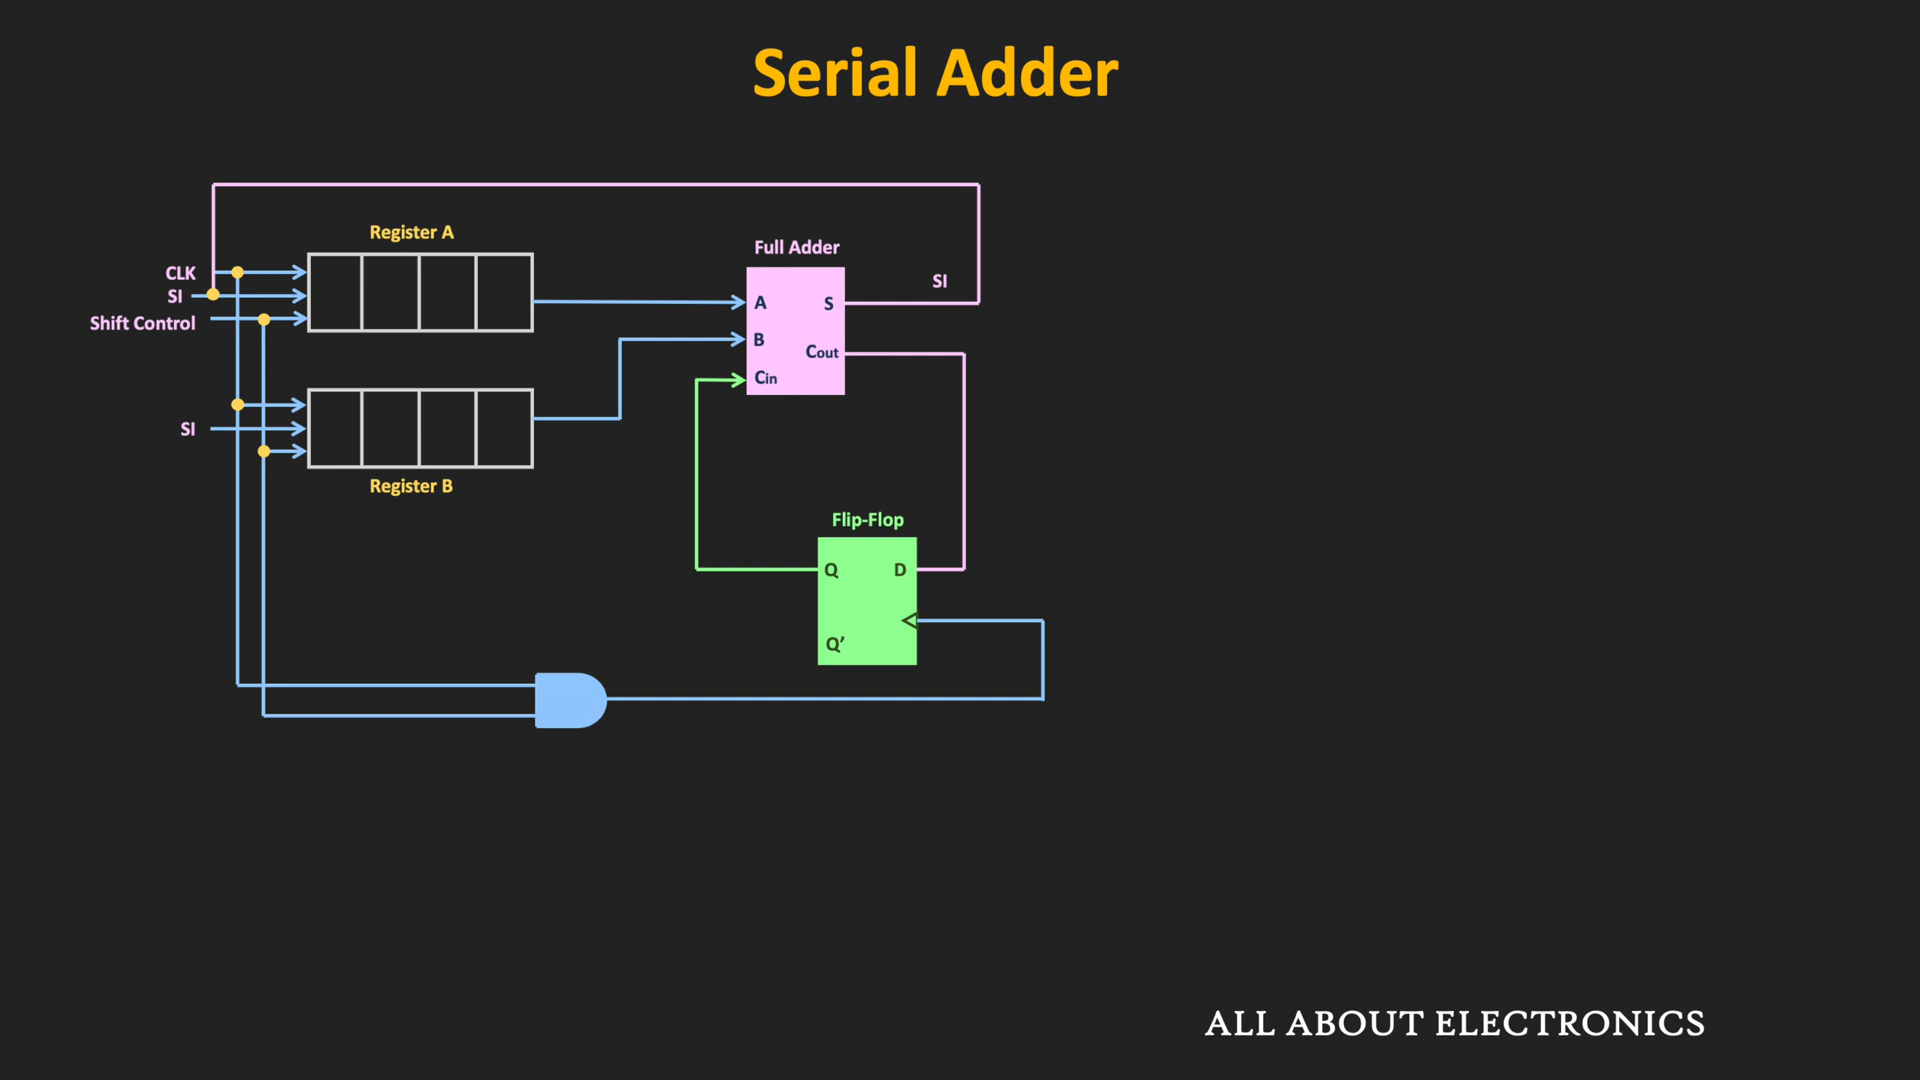 Serial Adder
Register A
Full Adder
CLK
SI
SI
Shift Control
A
S
B
Cout
Cin
SI
Register B
Flip-Flop
Q
D
Q’
ALL ABOUT ELECTRONICS